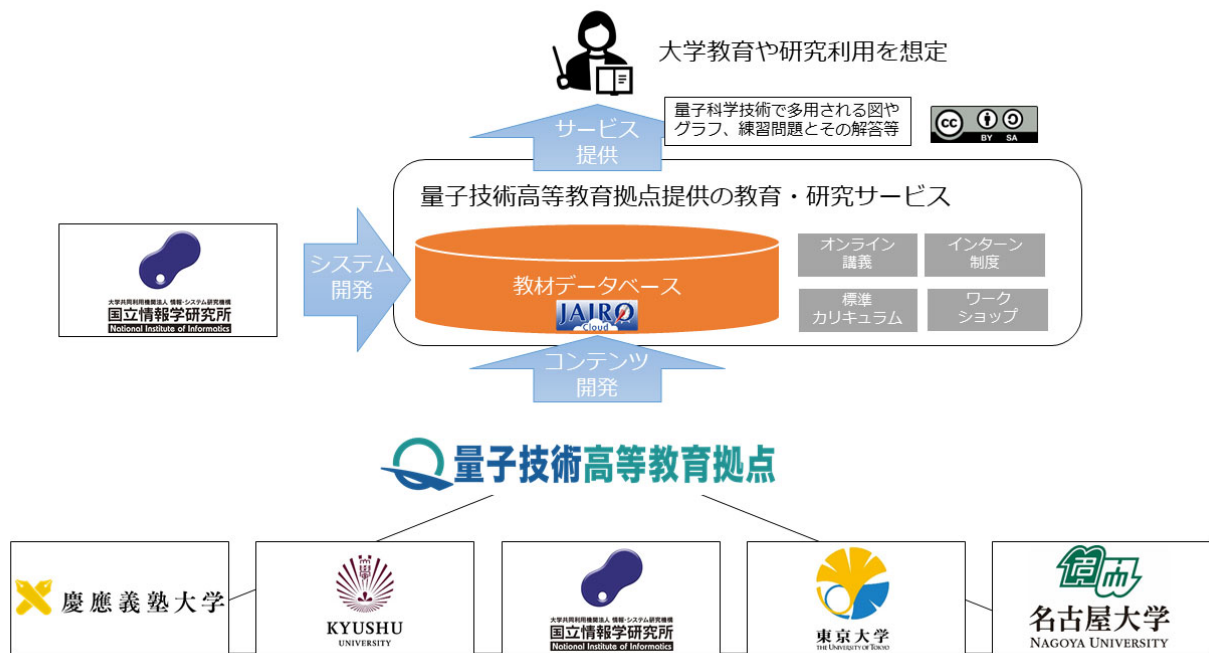 大学教育や研究利用を想定
サービス
提供
量子科学技術で多用される図や
グラフ、練習問題とその解答等
cc
BY SA
量子技術高等教育拠点提供の教育・研究サービス
大学共同利用機関法人 情報・システム研究機構
国立情報学研究所
National Institute of Informatics
システム
開発
教材データベース
JAIRO
Cloud
オンライン
講義
インターン
制度
標準
カリキュラム
ワーク
ショップ
コンテンツ
開発
量子技術高等教育拠点
慶應義塾大学
KYUSHU
UNIVERSITY
大学共同利用機関法人 情報・システム研究機構
国立情報学研究所
National Institute of Informatics
東京大学
THE UNIVERSITY OF TOKYO
名古屋大学
NAGOYA UNIVERSITY